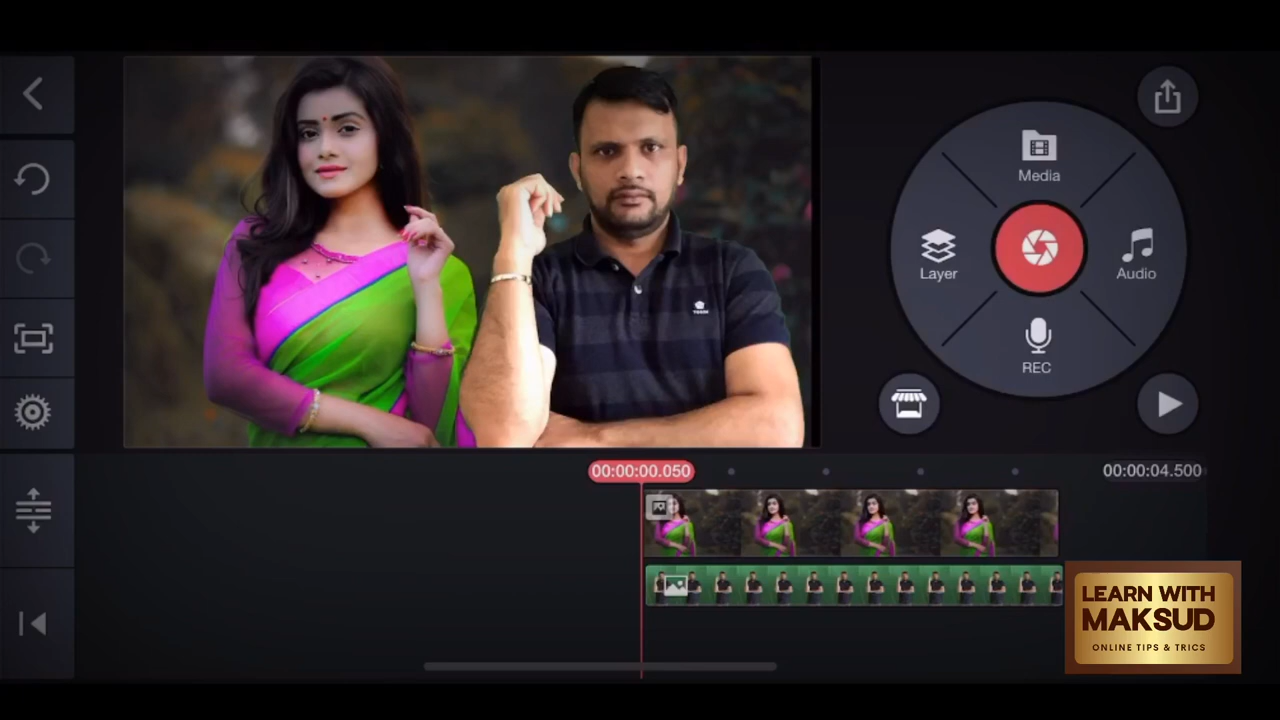 Media
Layer
Audio
REC
00:00:00.050
00:00:04.500
LEARN WITH
MAKSUD
ONLINE TIPS & TRICS